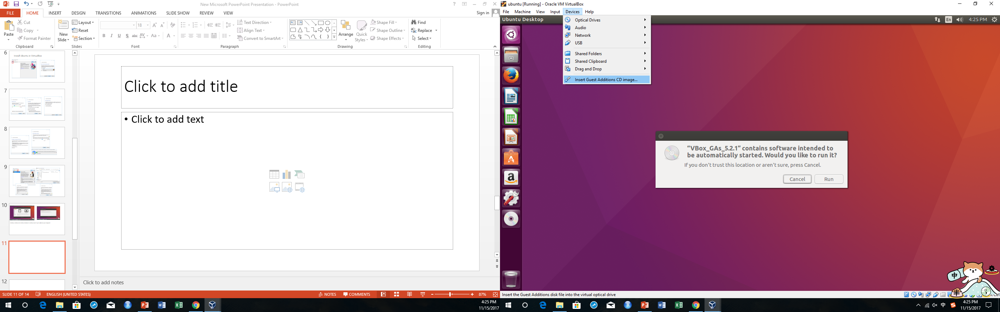 New Microsoft PowerPoint Presentation - PowerPoint
FILE
HOME
INSERT
DESIGN
TRANSITIONS
ANIMATIONS
SLIDE SHOW
REVIEW
VIEW
Sign in
Paste
Cut
Copy
Format Painter
Clipboard
New
Slide
Layout
Reset
Section
Slides
18
B I U S abc AV Aa A
Font
Text Direction
Align Text
Convert to SmartArt
Paragraph
Arrange
Quick
Styles
Shape Fill
Shape Outline
Shape Effects
Drawing
Find
Replace
Select
Editing
6
Install Ubuntu in VirtualBox
7
8
9
10
11
12
Click to add title
• Click to add text
Click to add notes
SLIDE 11 OF 14
ENGLISH (UNITED STATES)
NOTES
COMMENTS
87%
4:25 PM
11/15/2017
ubuntu [Running] - Oracle VM VirtualBox
File
Machine
View
Input
Devices
Help
Ubuntu Desktop
En
4:25 PM
Optical Drives
Audio
Network
USB
Shared Folders
Shared Clipboard
Drag and Drop
Insert Guest Additions CD image...
“VBox_GAs_5.2.1” contains software intended to
be automatically started. Would you like to run it?
If you don't trust this location or aren't sure, press Cancel.
Cancel
Run
中
半
Insert the Guest Additions disk file into the virtual optical drive
Ctrl
中
4:25 PM
11/15/2017